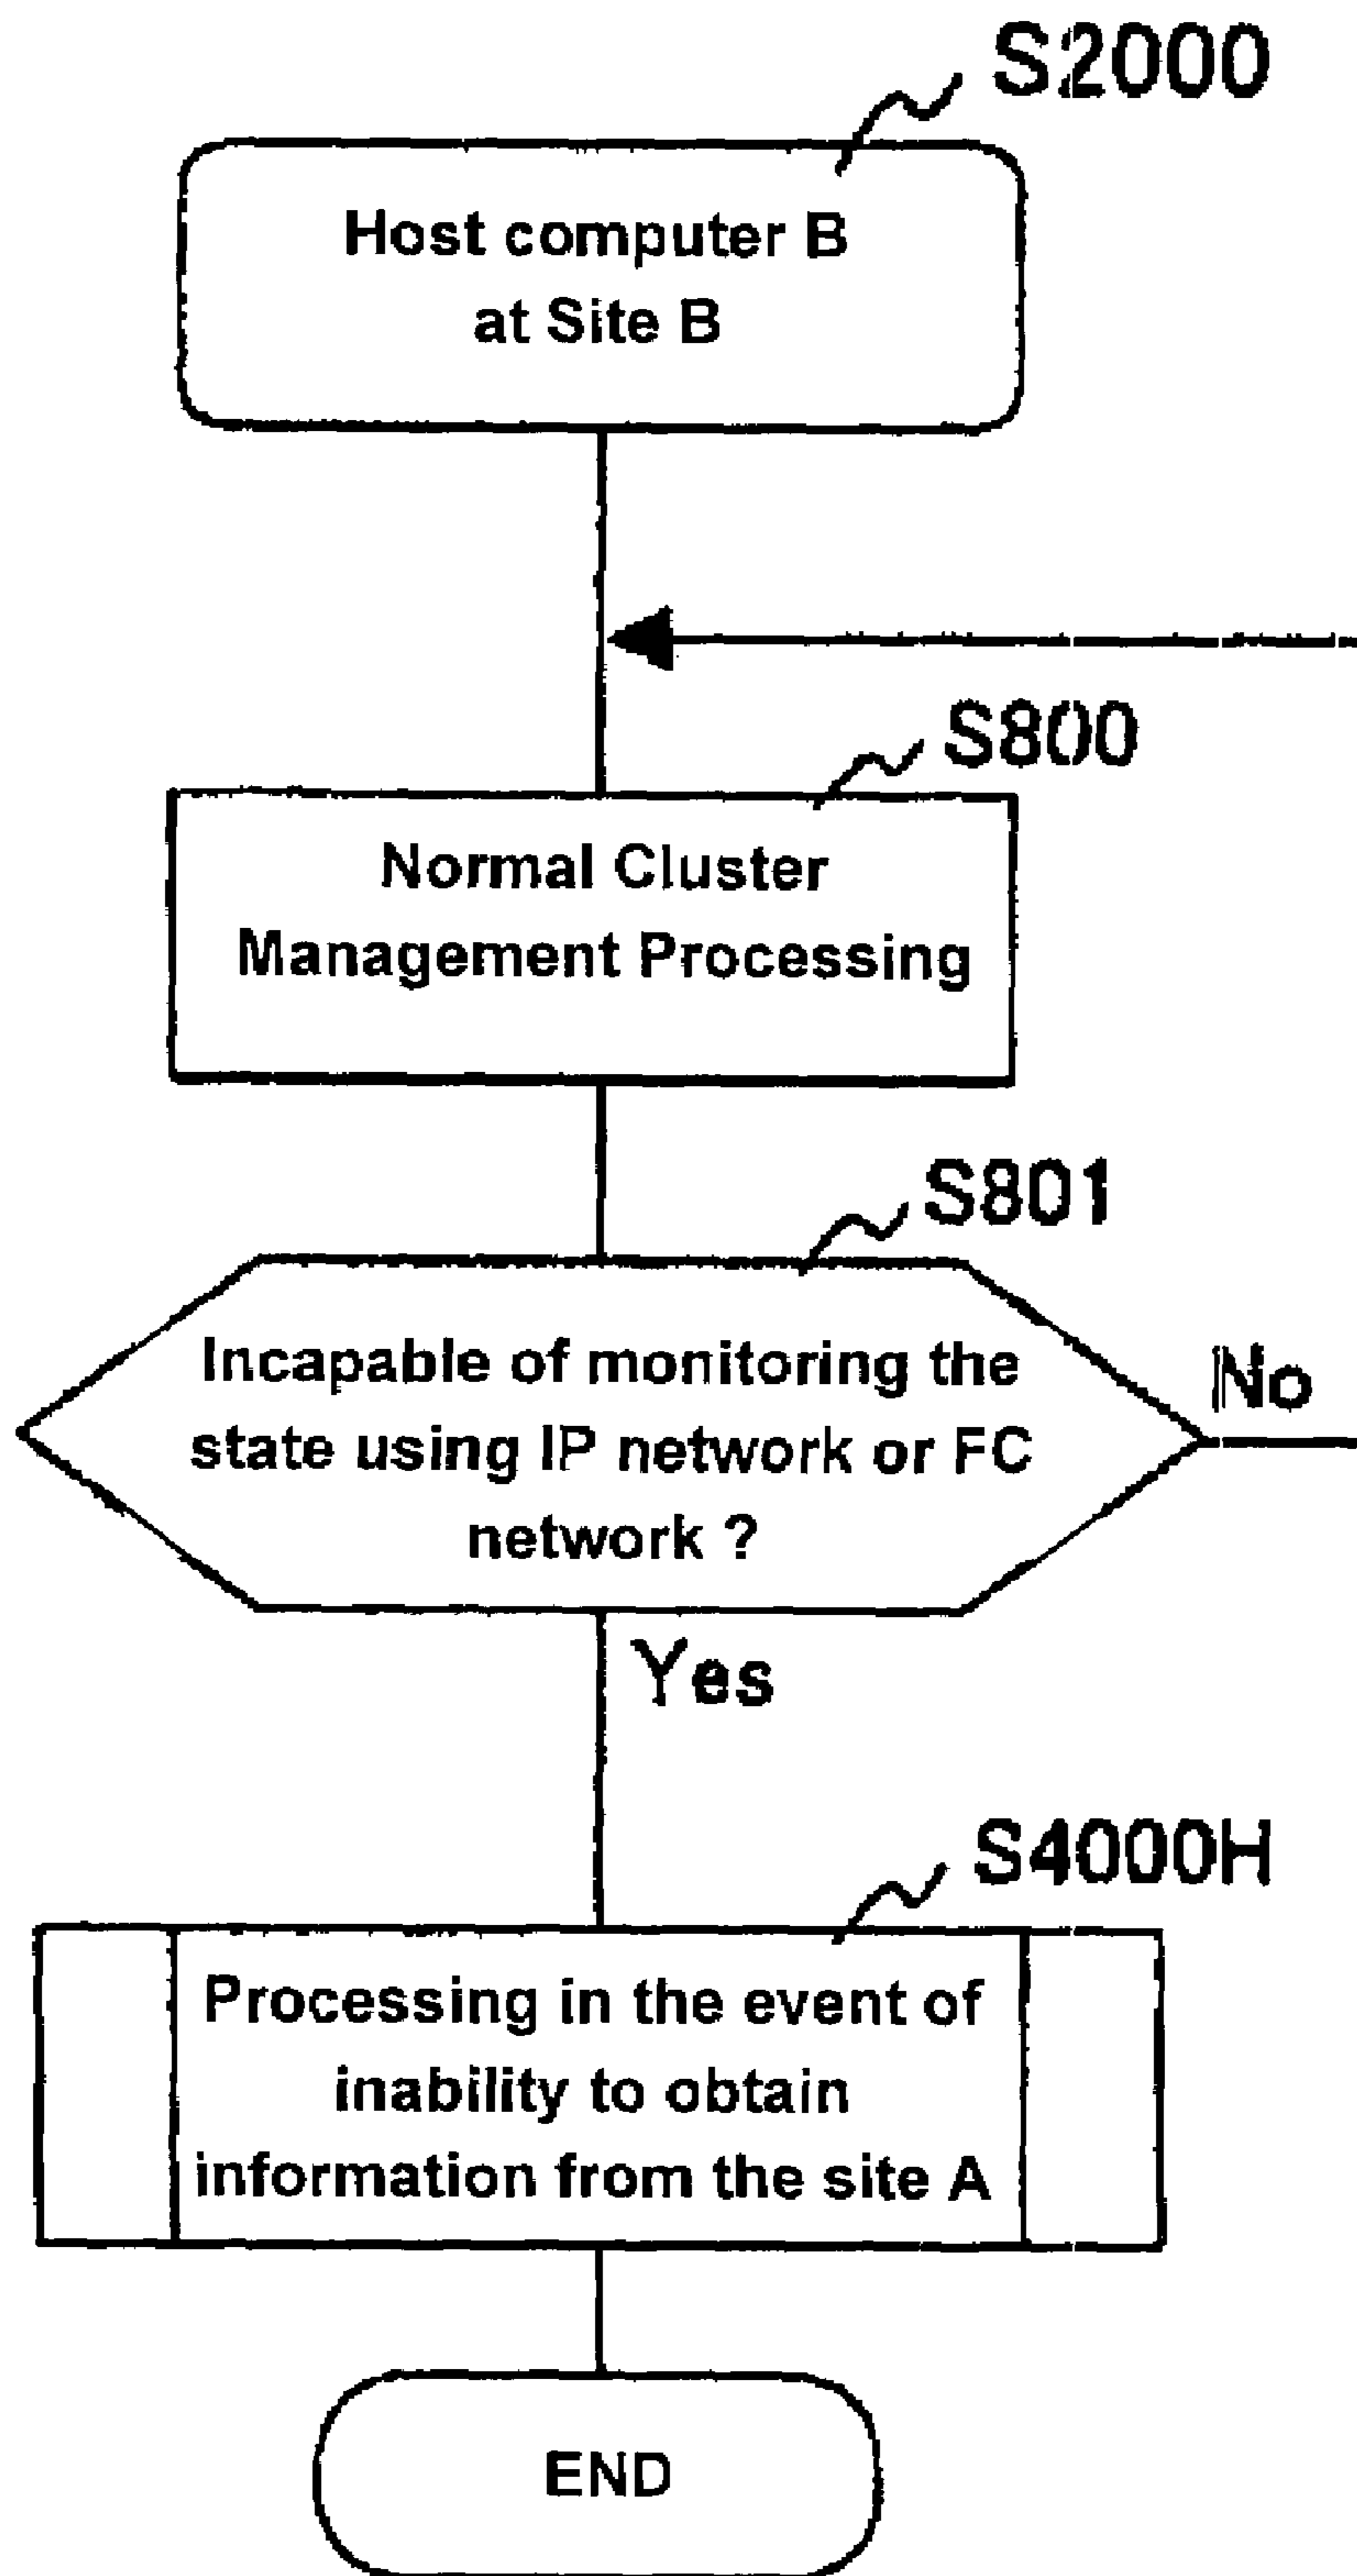 S2000
Host computer B
at Site B
S800
Normal Cluster
Management Processing
S801
Incapable of monitoring the
state using IP network or FC
network ?
No
Yes
S4000H
Processing in the event of
inability to obtain
information from the site A
END